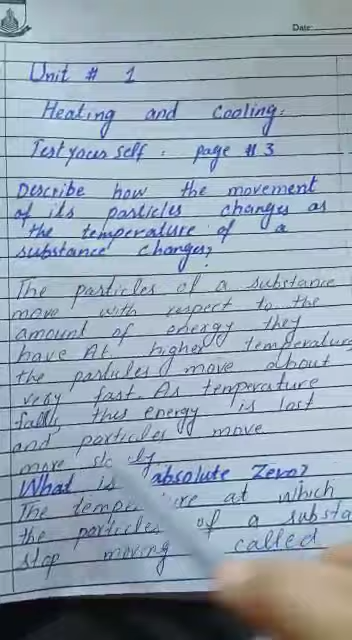 Date:
Unit # 1
Heating and Cooling:
Test your self : page # 3
Describe how the movement
of its particles changes as
the temperature of a
substance changes?
The particles of a substance
move with respect to the
amount of energy they
have At higher temperature
the particles move about
very fast. As temperature
falls, this energy is lost
and particles move
more
What is absolute Zero?
The at which
the particles of a
stop moving called